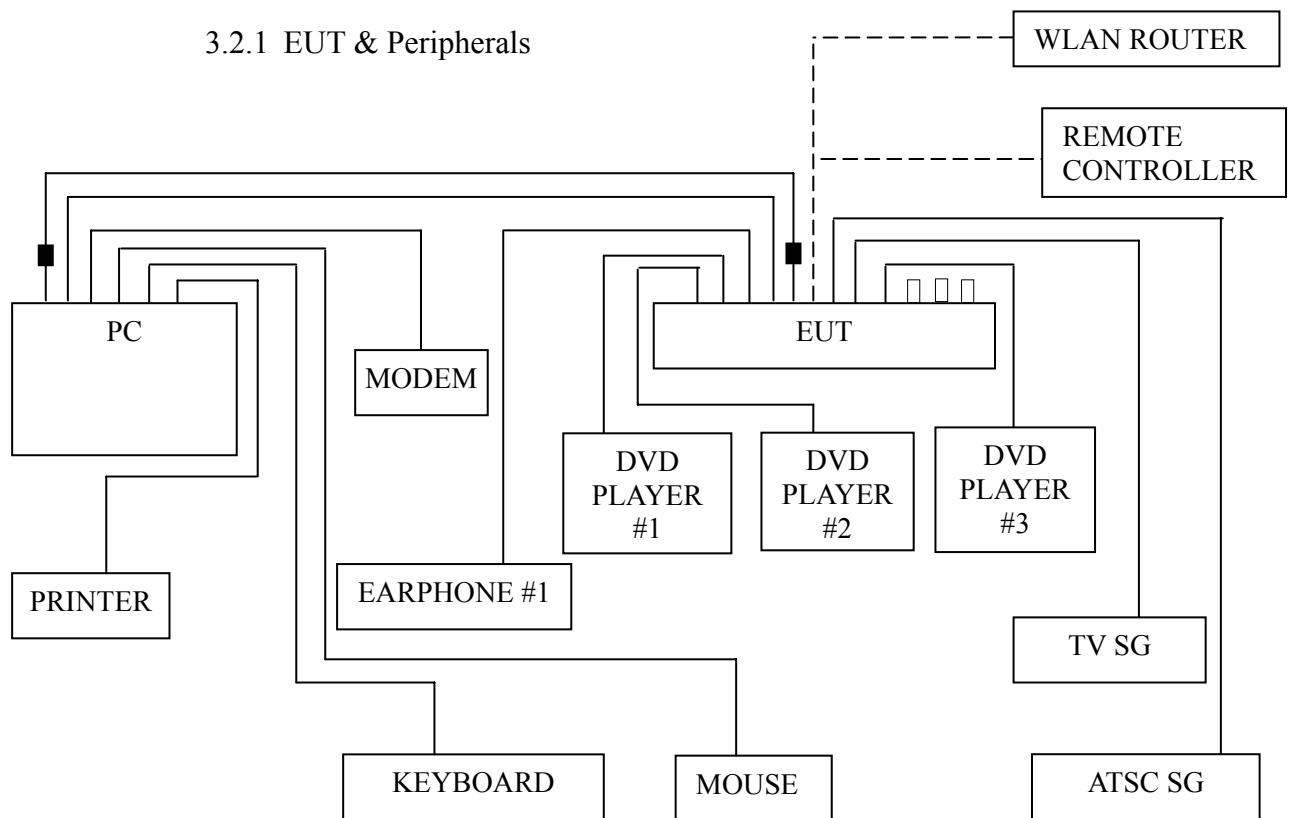 3.2.1 EUT & Peripherals
WLAN ROUTER
REMOTE
CONTROLLER
PC
EUT
MODEM
DVD
PLAYER
#1
DVD
PLAYER
#2
DVD
PLAYER
#3
PRINTER
EARPHONE #1
TV SG
KEYBOARD
MOUSE
ATSC SG